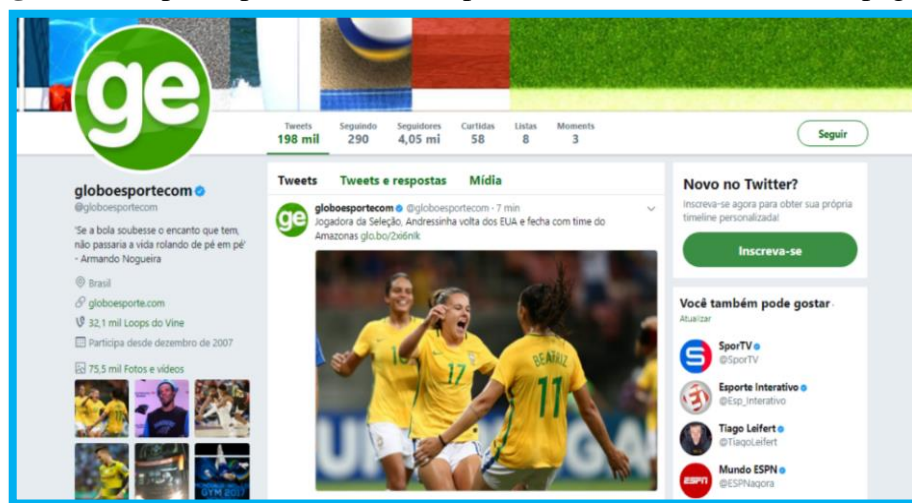 ge
Tweets Seguindo Seguidores Curtidas Listas Moments
198 mil 290 4,05 mi 58 8 3
Seguir
globoesportecom
@globoesportecom
'Se a bola soubesse o encanto que tem,
não passaria a vida rolando de pé em pé'
- Armando Nogueira
Brasil
globoesporte.com
32,1 mil Loops do Vine
Participa desde dezembro de 2007
75,5 mil Fotos e vídeos
GYM 2017
Tweets Tweets e respostas Mídia
ge
globoesportecom @globoesportecom · 7 min
Jogadora da Seleção, Andressinha volta dos EUA e fecha com time do
Amazonas glo.bo/2xi6nIk
16
17
BEATRIZ
11
Novo no Twitter?
Inscreva-se agora para obter sua própria
timeline personalizada!
Inscreva-se
Você também pode gostar ·
Atualizar
SporTV
@SporTV
Esporte Interativo
@Esp_Interativo
Tiago Leifert
@TiagoLeifert
Mundo ESPN
@ESPNagora